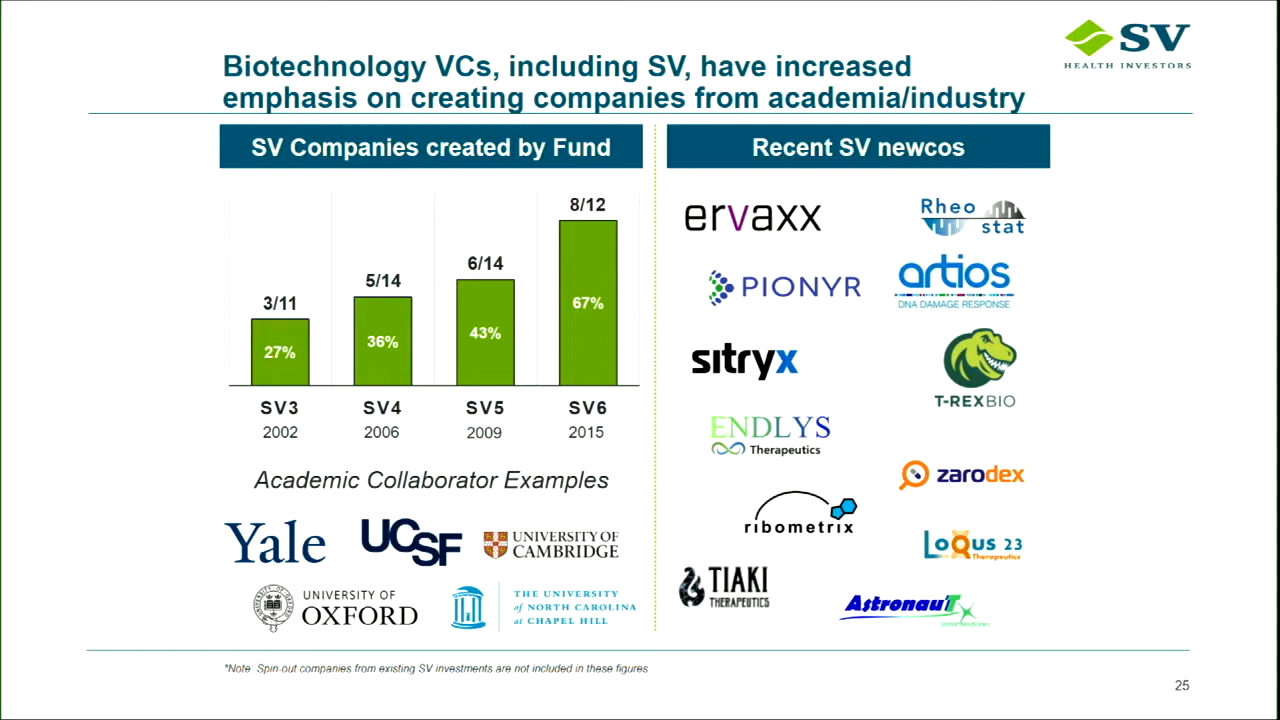 SV
HEALTH INVESTORS
Biotechnology VCs, including SV, have increased
emphasis on creating companies from academia/industry
SV Companies created by Fund
3/11
5/14
6/14
8/12
27%
36%
43%
67%
SV3
SV4
SV5
SV6
2002
2006
2009
2015
Academic Collaborator Examples
Yale
UCSF
UNIVERSITY OF
CAMBRIDGE
UNIVERSITY OF
OXFORD
THE UNIVERSITY
of NORTH CAROLINA
at CHAPEL HILL
Recent SV newcos
ervaxx
Rheo
stat
PIONYR
artios
DNA DAMAGE RESPONSE
sitryx
T-REXBIO
ENDLYS
Therapeutics
zarodex
ribometrix
LoQus 23
Therapeutics
TIAKI
THERAPEUTICS
AstronauT
*Note: Spin-out companies from existing SV investments are not included in these figures
25